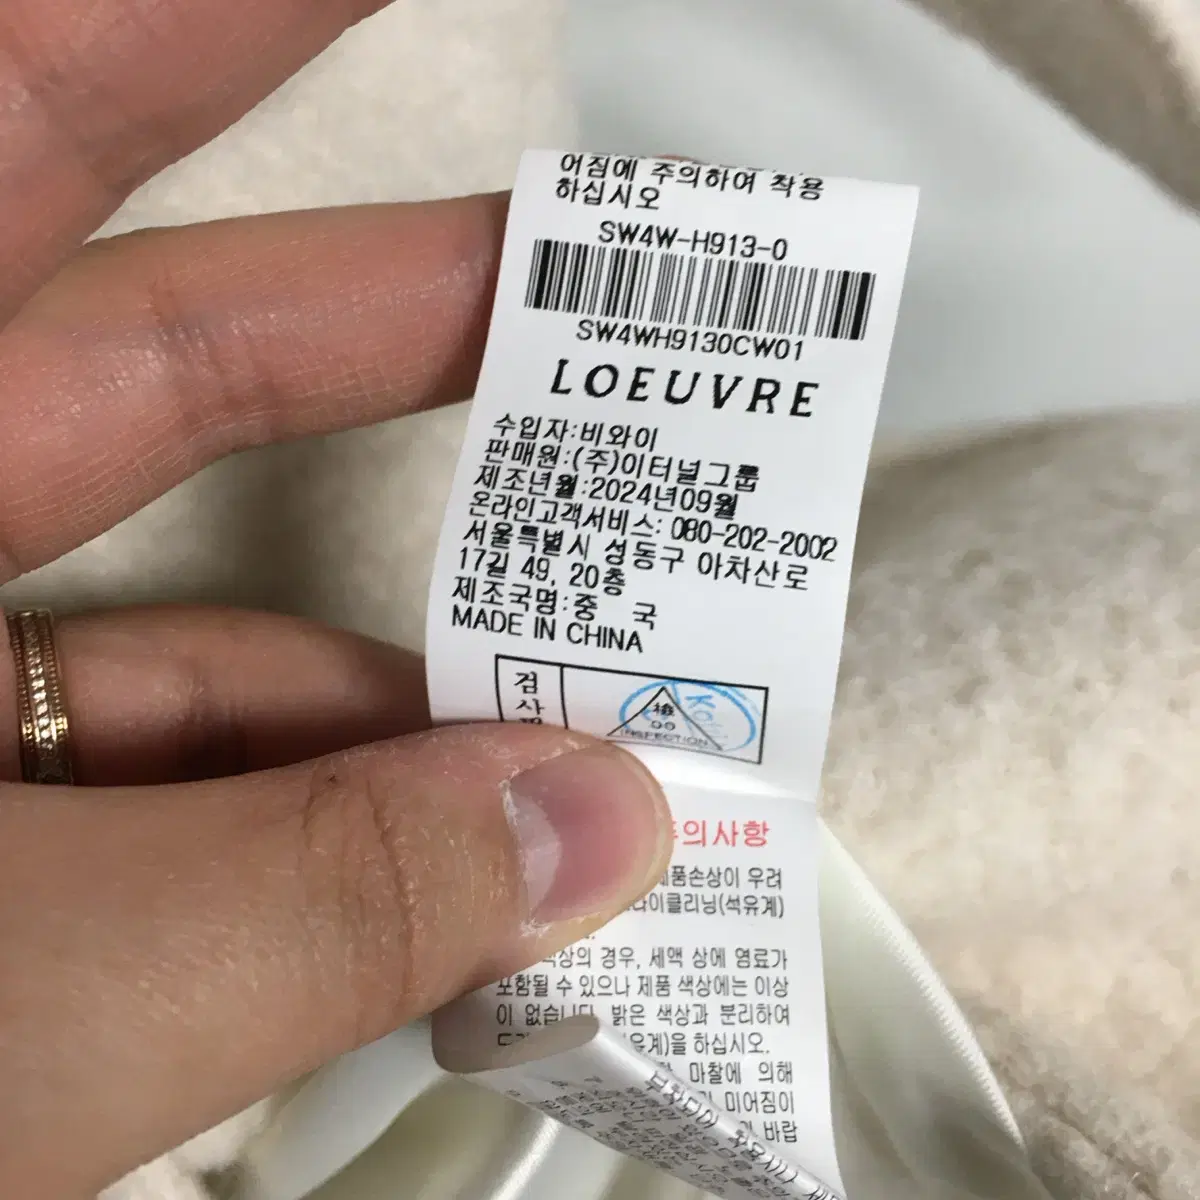 어짐에 주의하여 착용
하십시오
SW4W-H913-0
SW4WH9130CW01
LOEUVRE
수입자:비와이
판매원:(주)이터널그룹
제조년월:2024년09월
온라인고객서비스: 080-202-2002
서울특별시 성동구 아차산로
17길 49, 20층
제조국명:중 국
MADE IN CHINA
검
사
檢
INSPECTION
의사항
제품손상이 우려
라이클리닝(석유계)
색상의 경우, 세액 상에 염료가
포함될 수 있으나 제품 색상에는 이상
이 없습니다. 밝은 색상과 분리하여
유계)을 하십시오.
마찰에 의해
미어짐이
바랍